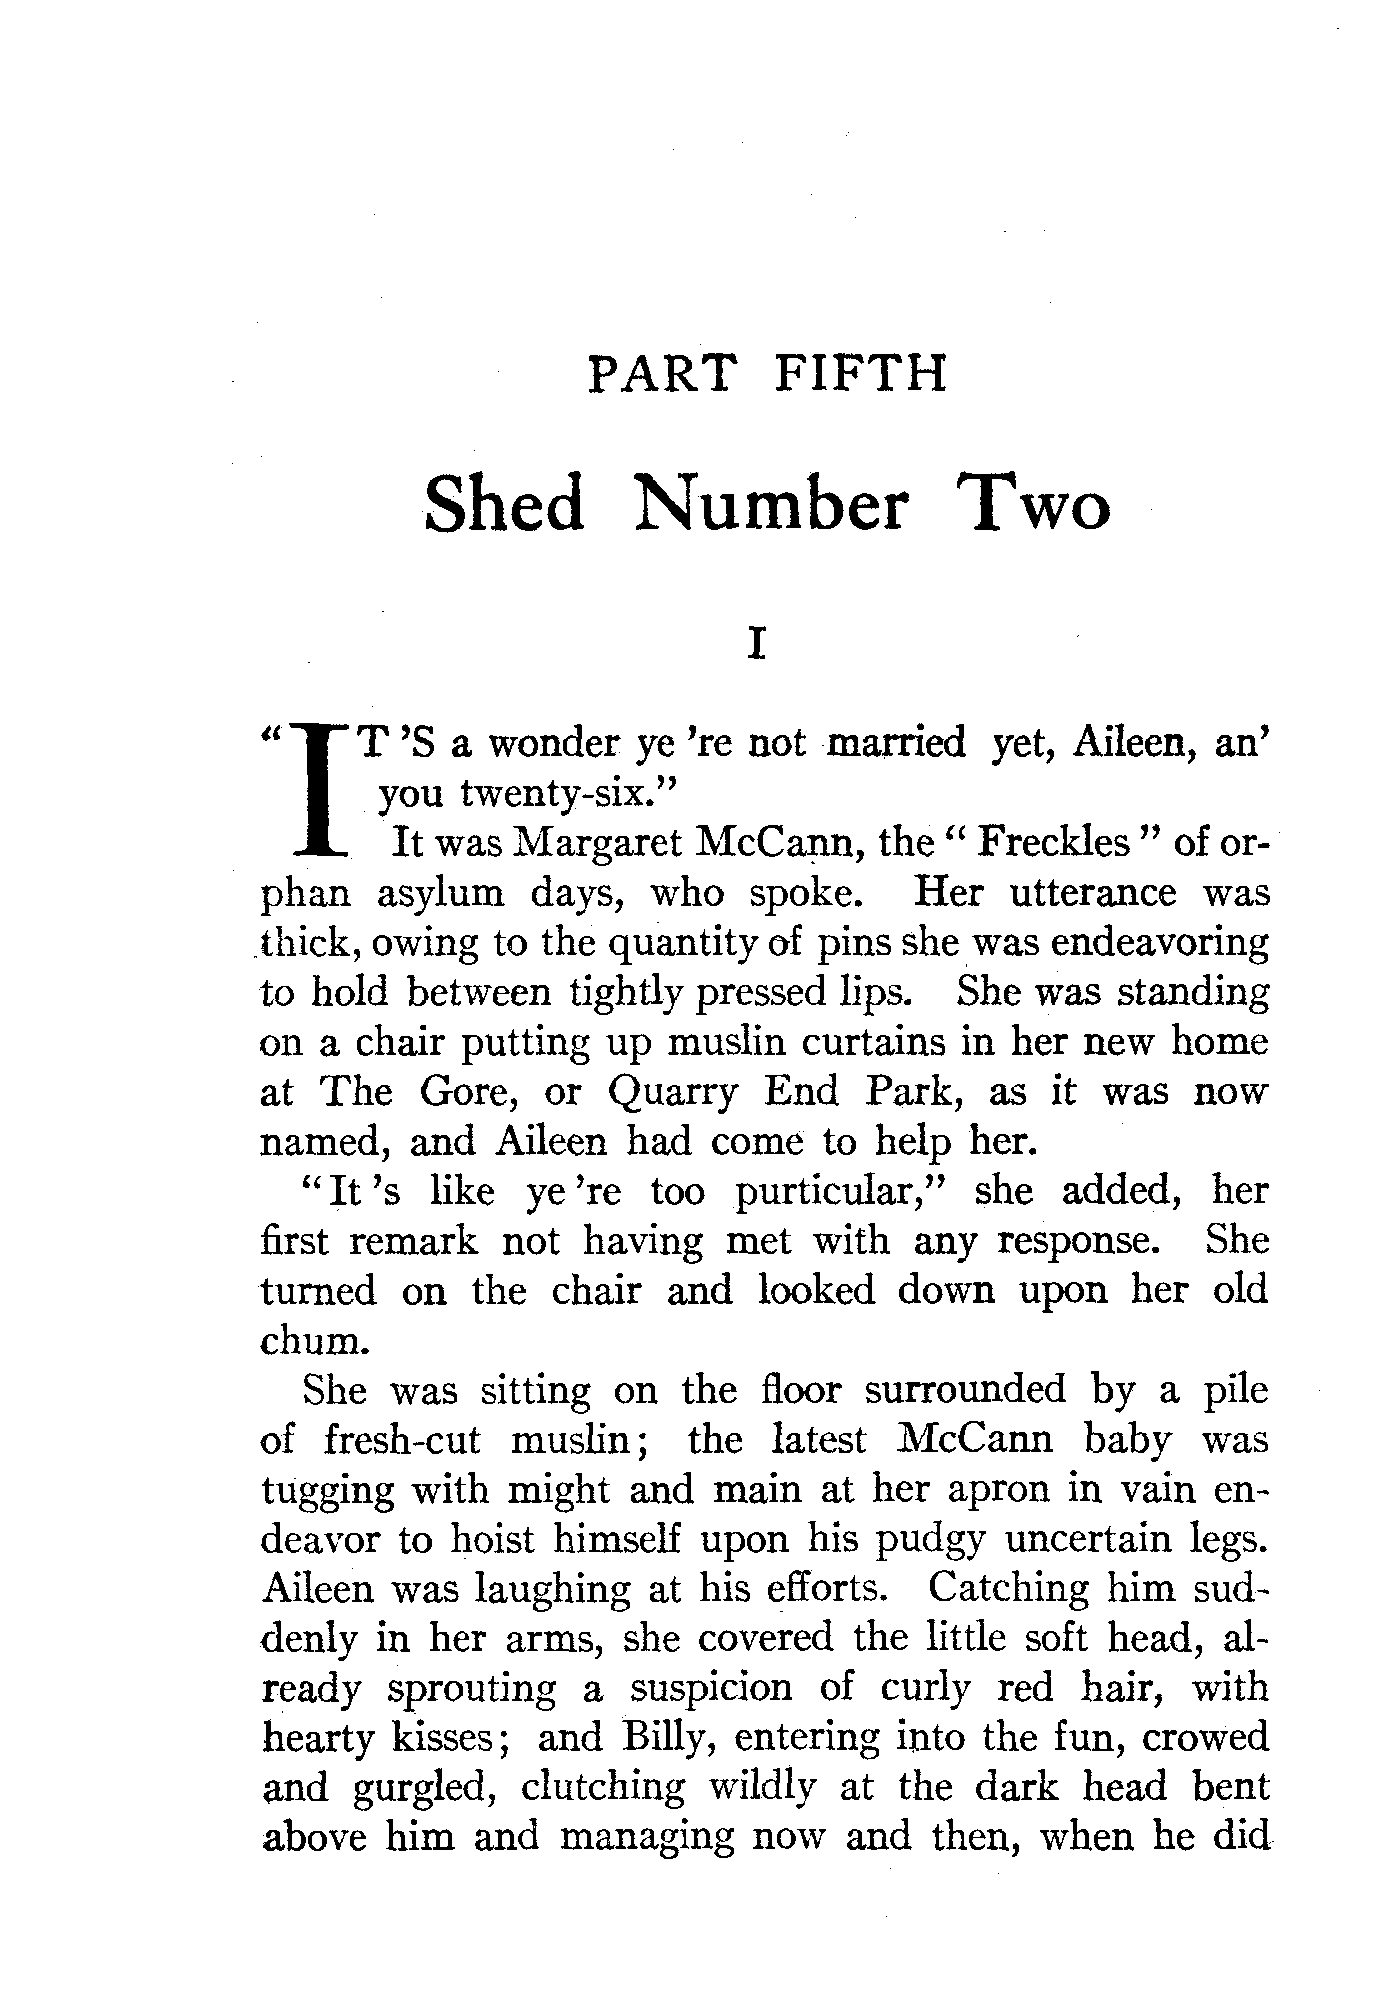 PART FIFTH
Shed Number Two
I
“IT ’S a wonder ye ’re not married yet, Aileen, an’
you twenty-six.”
It was Margaret McCann, the “ Freckles ” of or-
phan asylum days, who spoke. Her utterance was
thick, owing to the quantity of pins she was endeavoring
to hold between tightly pressed lips. She was standing
on a chair putting up muslin curtains in her new home
at The Gore, or Quarry End Park, as it was now
named, and Aileen had come to help her.
“It ’s like ye ’re too purticular,” she added, her
first remark not having met with any response. She
turned on the chair and looked down upon her old
chum.
She was sitting on the floor surrounded by a pile
of fresh-cut muslin; the latest McCann baby was
tugging with might and main at her apron in vain en-
deavor to hoist himself upon his pudgy uncertain legs.
Aileen was laughing at his efforts. Catching him sud-
denly in her arms, she covered the little soft head, al-
ready sprouting a suspicion of curly red hair, with
hearty kisses; and Billy, entering into the fun, crowed
and gurgled, clutching wildly at the dark head bent
above him and managing now and then, when he did